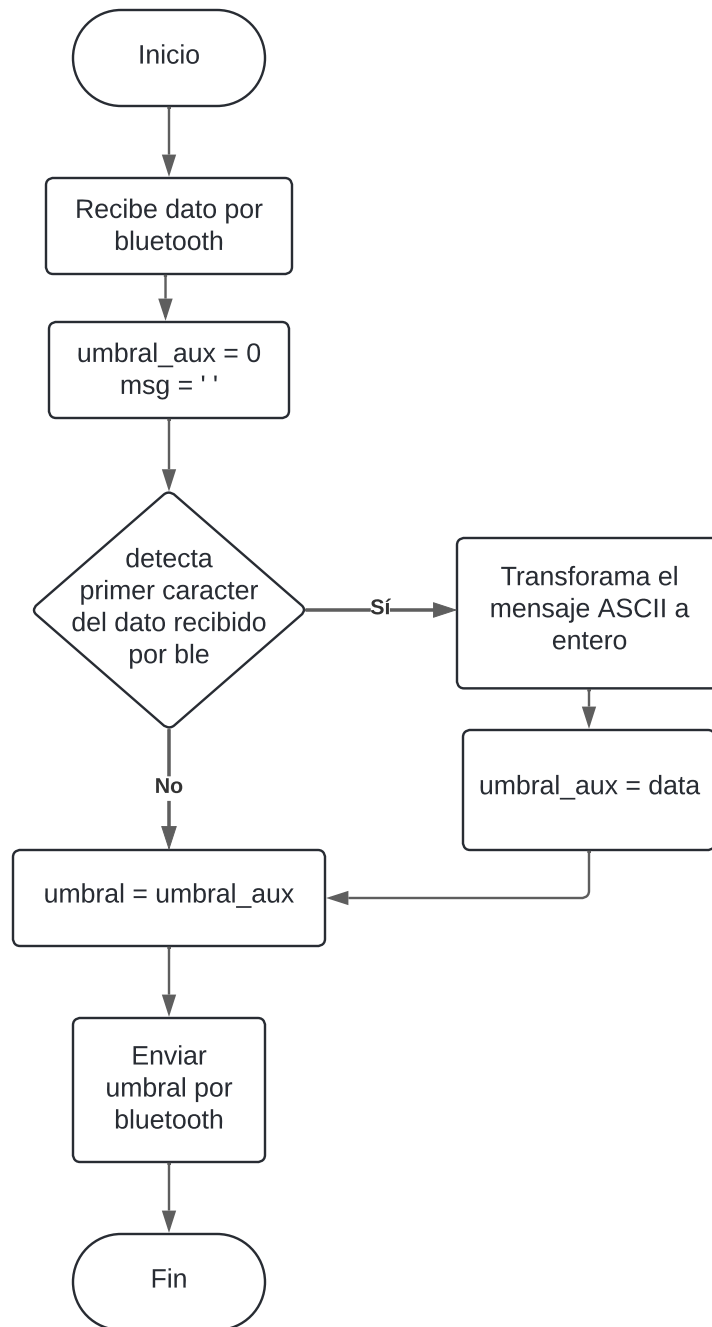 Inicio
Recibe dato por
bluetooth
umbral_aux = 0
msg = ' '
detecta
primer caracter
del dato recibido
por ble
Sí
Transforama el
mensaje ASCII a
entero
umbral_aux = data
No
umbral = umbral_aux
Enviar
umbral por
bluetooth
Fin